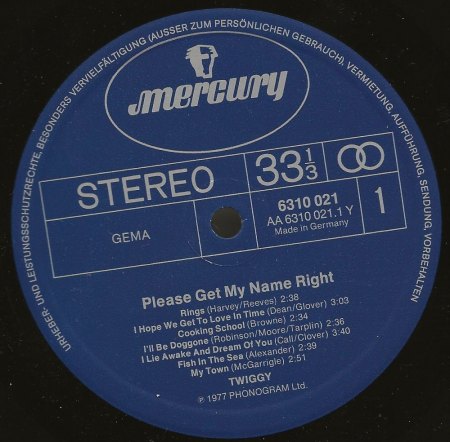 URHEBER- UND LEISTUNGSSCHUTZRECHTE, BESONDERS VERVIELFÄLTIGUNG (AUSSER ZUM PERSÖNLICHEN GEBRAUCH), VERMIETUNG, AUFFÜHRUNG, SENDUNG, VORBEHALTEN
mercury
STEREO
33 1/3
GEMA
6310 021
AA 6310 021.1 Y
Made in Germany
1
Please Get My Name Right
Rings (Harvey/Reeves) 2:38
I Hope We Get To Love In Time (Dean/Glover) 3:03
Cooking School (Browne) 2:34
I'll Be Doggone (Robinson/Moore/Tarplin) 2:36
I Lie Awake And Dream Of You (Call/Glover) 3:40
Fish In The Sea (Alexander) 2:39
My Town (McGarrigle) 2:51
TWIGGY
℗ 1977 PHONOGRAM Ltd.